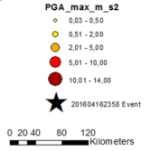 PGA_max_m_s2
0,03 - 0,50
0,51 - 2,00
2,01 - 5,00
5,01 - 10,00
10,01 - 14,00
201604162358 Event
0 20 40 80 120
Kilometers